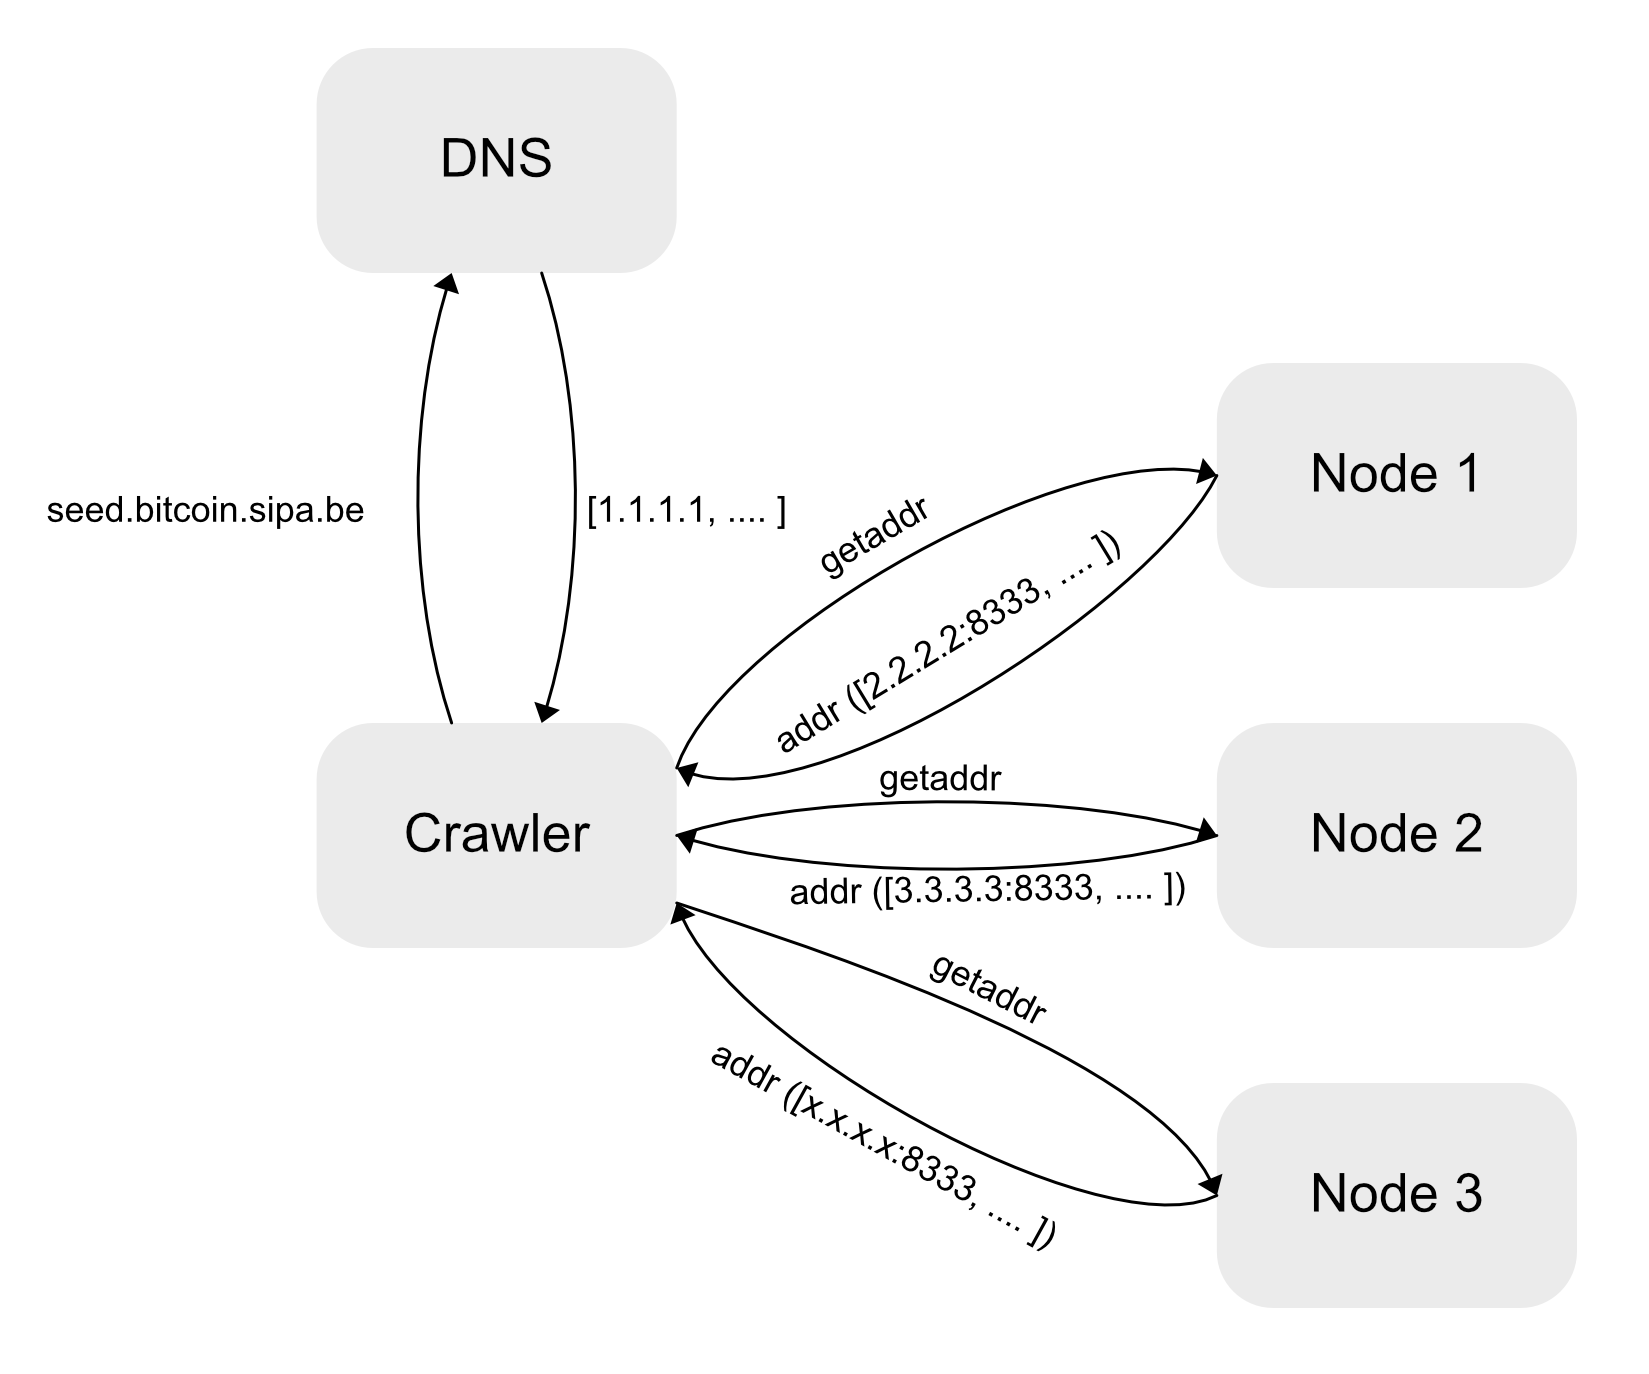 DNS
seed.bitcoin.sipa.be
[1.1.1.1, .... ]
Node 1
getaddr
addr ([2.2.2.2:8333, .... ])
Crawler
getaddr
Node 2
addr ([3.3.3.3:8333, .... ])
getaddr
addr ([x.x.x.x:8333, .... ])
Node 3